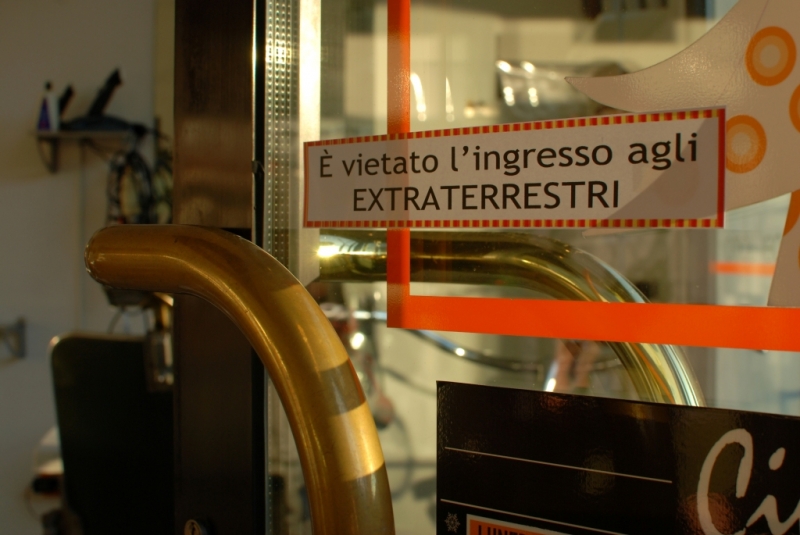 È vietato l'ingresso agli
EXTRATERRESTRI